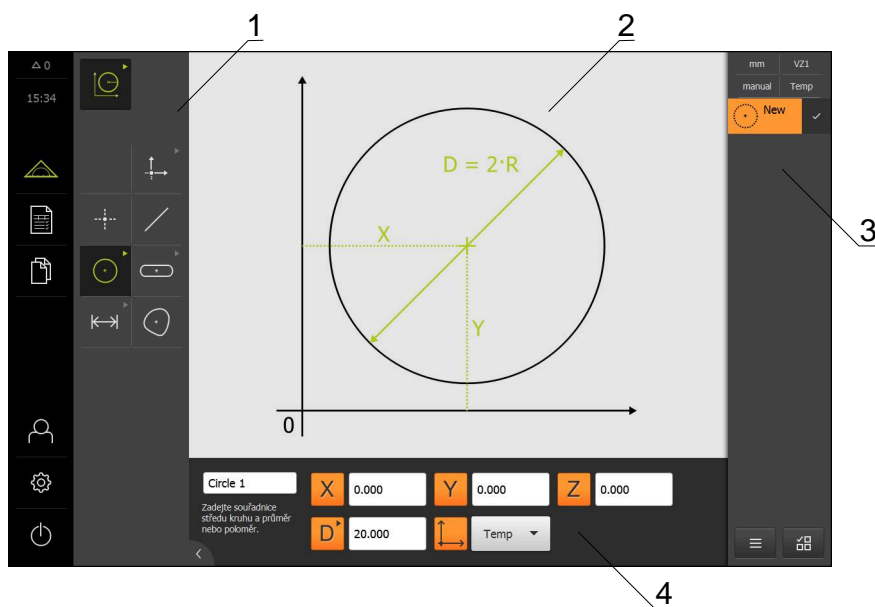 1
2
3
4
0
15:34
mm
VZ1
manual
Temp
New
D = 2·R
X
Y
0
Circle 1
X
0.000
Y
0.000
Z
0.000
Zadejte souřadnice
středu kruhu a průměr
nebo poloměr.
D
20.000
Temp